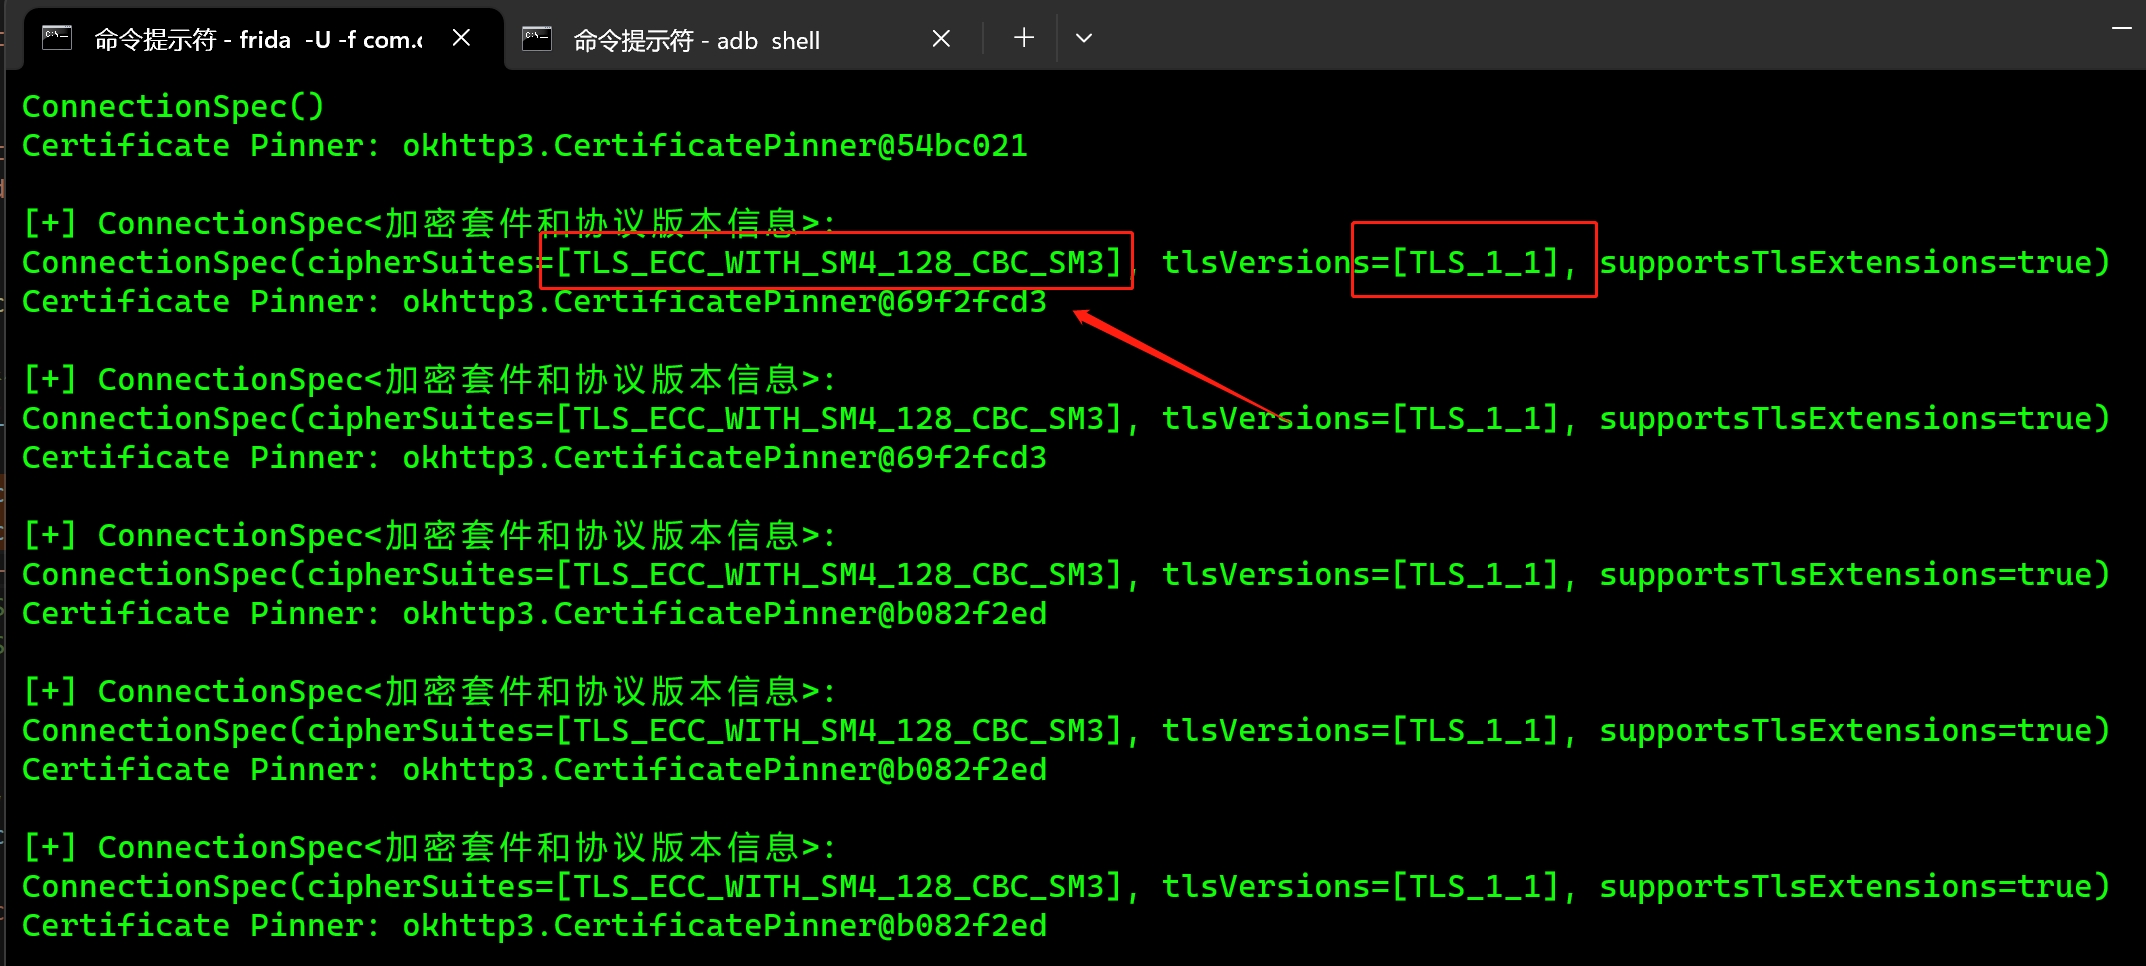 命令提示符 - frida  -U -f com.c
命令提示符 - adb  shell
ConnectionSpec()
Certificate Pinner: okhttp3.CertificatePinner@54bc021
[+] ConnectionSpec<加密套件和协议版本信息>:
ConnectionSpec(cipherSuites=[TLS_ECC_WITH_SM4_128_CBC_SM3], tlsVersions=[TLS_1_1], supportsTlsExtensions=true)
Certificate Pinner: okhttp3.CertificatePinner@69f2fcd3
[+] ConnectionSpec<加密套件和协议版本信息>:
ConnectionSpec(cipherSuites=[TLS_ECC_WITH_SM4_128_CBC_SM3], tlsVersions=[TLS_1_1], supportsTlsExtensions=true)
Certificate Pinner: okhttp3.CertificatePinner@69f2fcd3
[+] ConnectionSpec<加密套件和协议版本信息>:
ConnectionSpec(cipherSuites=[TLS_ECC_WITH_SM4_128_CBC_SM3], tlsVersions=[TLS_1_1], supportsTlsExtensions=true)
Certificate Pinner: okhttp3.CertificatePinner@b082f2ed
[+] ConnectionSpec<加密套件和协议版本信息>:
ConnectionSpec(cipherSuites=[TLS_ECC_WITH_SM4_128_CBC_SM3], tlsVersions=[TLS_1_1], supportsTlsExtensions=true)
Certificate Pinner: okhttp3.CertificatePinner@b082f2ed
[+] ConnectionSpec<加密套件和协议版本信息>:
ConnectionSpec(cipherSuites=[TLS_ECC_WITH_SM4_128_CBC_SM3], tlsVersions=[TLS_1_1], supportsTlsExtensions=true)
Certificate Pinner: okhttp3.CertificatePinner@b082f2ed